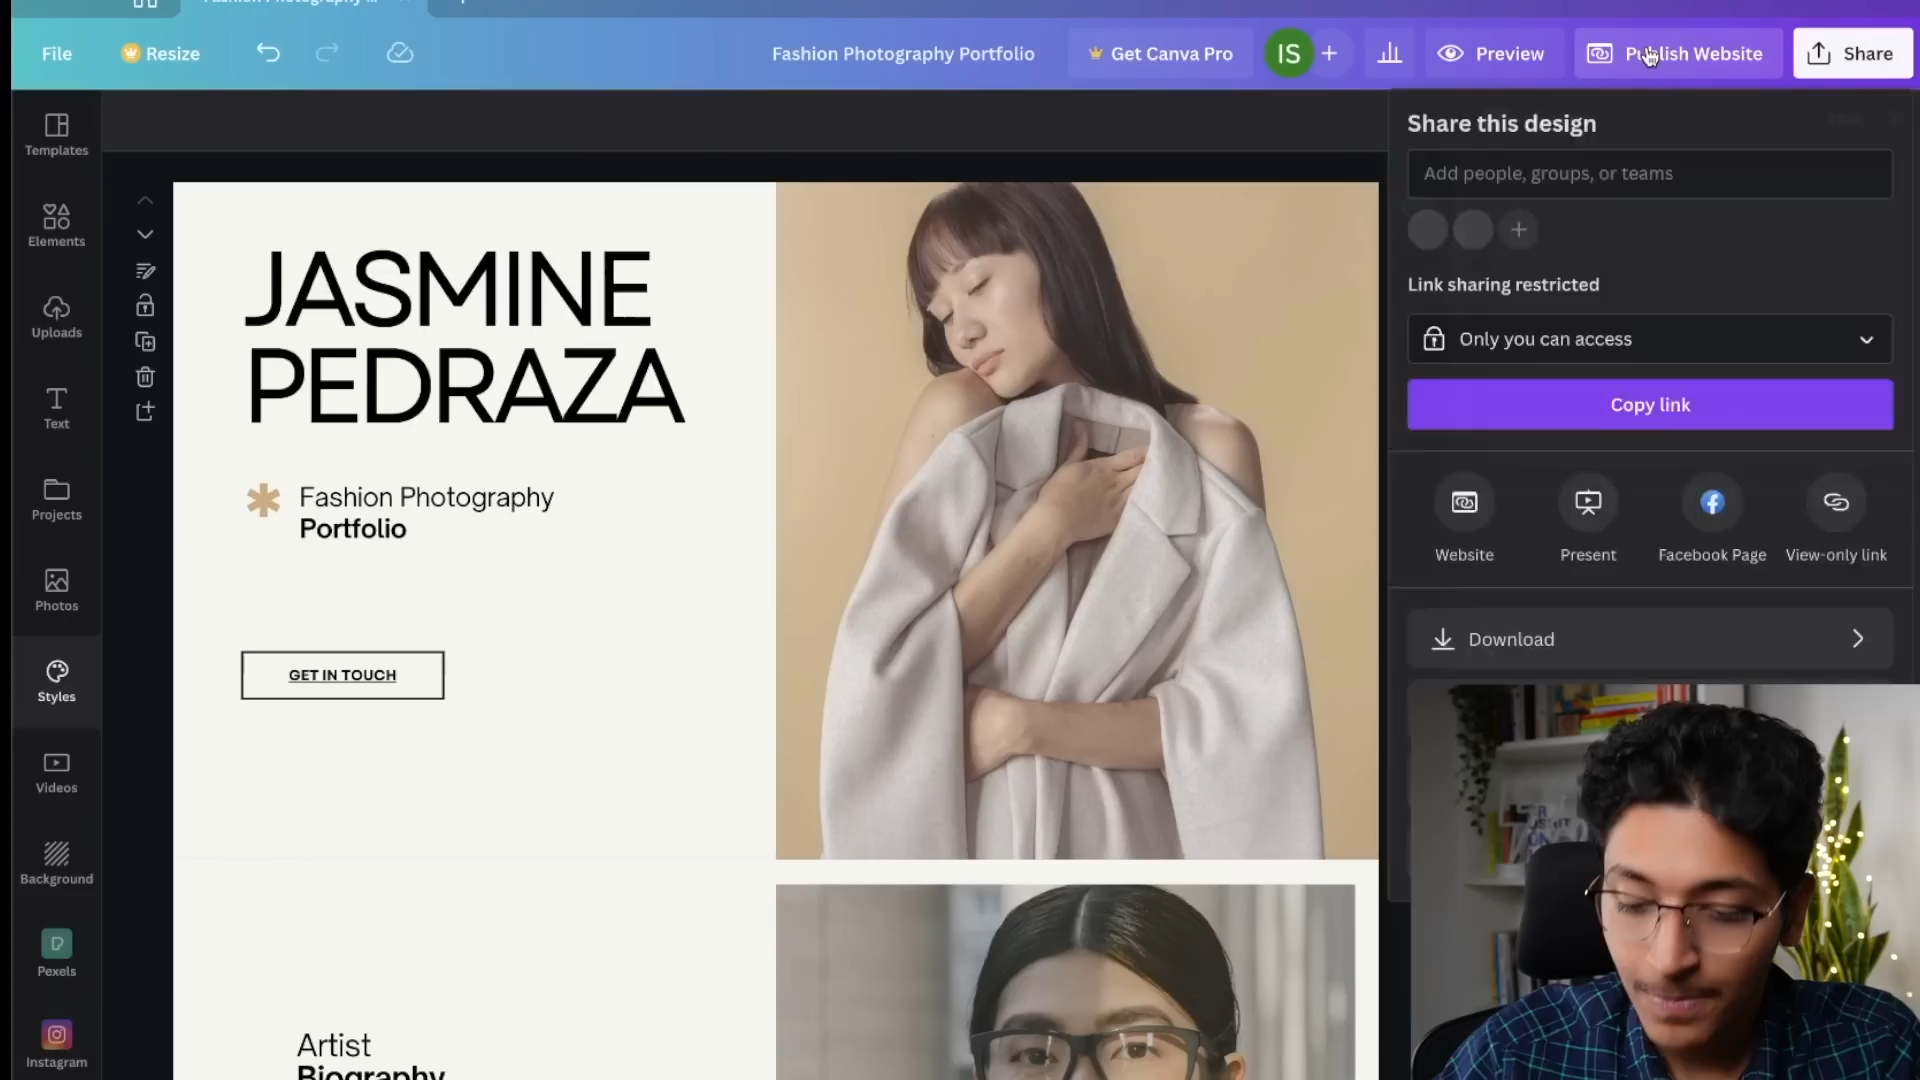 File
Resize
Fashion Photography Portfolio
Get Canva Pro
IS
Preview
Publish Website
Share
Templates
Elements
Uploads
Text
Projects
Photos
Styles
Videos
Background
Pexels
Instagram
JASMINE
PEDRAZA
Fashion Photography
Portfolio
GET IN TOUCH
Artist
Biography
Share this design
Add people, groups, or teams
Link sharing restricted
Only you can access
Copy link
Website
Present
Facebook Page
View-only link
Download